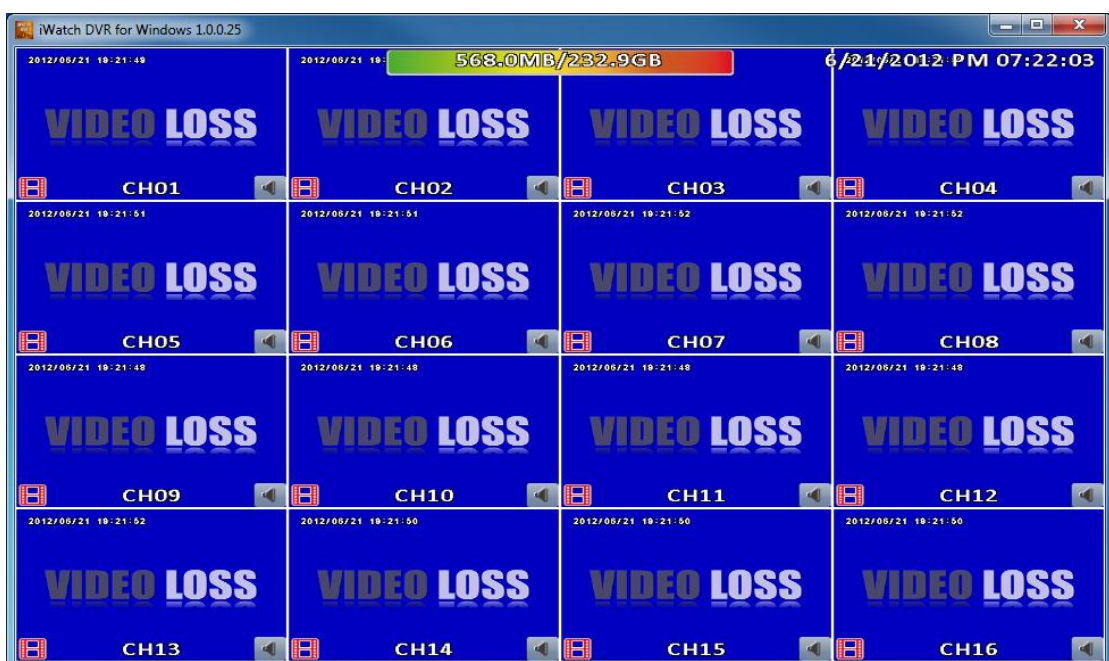 iWatch DVR for Windows 1.0.0.25
2012/06/21 19:21:49 2012/06/21 19: 568.0MB/232.9GB 6/21/2012 PM 07:22:03
VIDEO LOSS VIDEO LOSS VIDEO LOSS VIDEO LOSS
CH01 CH02 CH03 CH04
2012/06/21 19:21:51 2012/06/21 19:21:51 2012/06/21 19:21:52 2012/06/21 19:21:52
VIDEO LOSS VIDEO LOSS VIDEO LOSS VIDEO LOSS
CH05 CH06 CH07 CH08
2012/06/21 19:21:48 2012/06/21 19:21:48 2012/06/21 19:21:48 2012/06/21 19:21:48
VIDEO LOSS VIDEO LOSS VIDEO LOSS VIDEO LOSS
CH09 CH10 CH11 CH12
2012/06/21 19:21:52 2012/06/21 19:21:50 2012/06/21 19:21:50 2012/06/21 19:21:50
VIDEO LOSS VIDEO LOSS VIDEO LOSS VIDEO LOSS
CH13 CH14 CH15 CH16